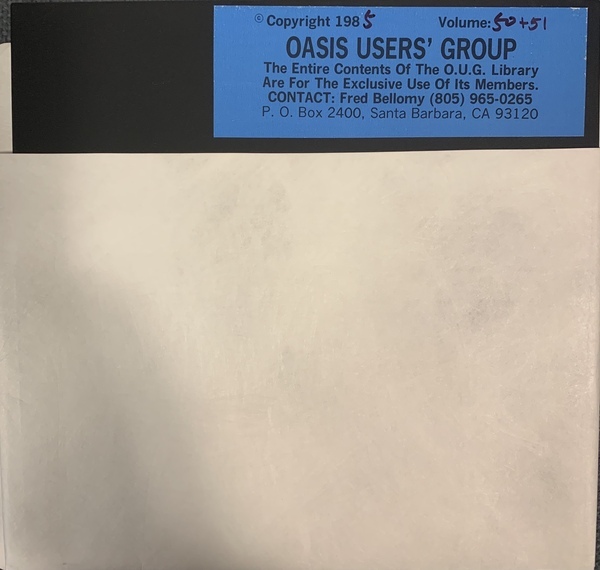 © Copyright 1985 Volume: 50+51
OASIS USERS' GROUP
The Entire Contents Of The O.U.G. Library
Are For The Exclusive Use Of Its Members.
CONTACT: Fred Bellomy (805) 965-0265
P. O. Box 2400, Santa Barbara, CA 93120